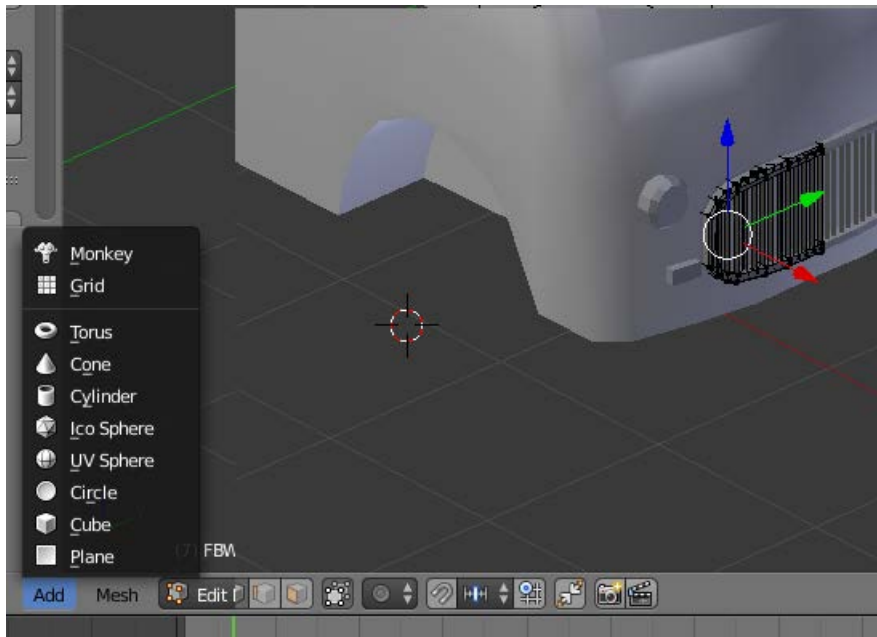 Monkey
Grid
Torus
Cone
Cylinder
Ico Sphere
UV Sphere
Circle
Cube
Plane
(7) FBW
Add Mesh Edit